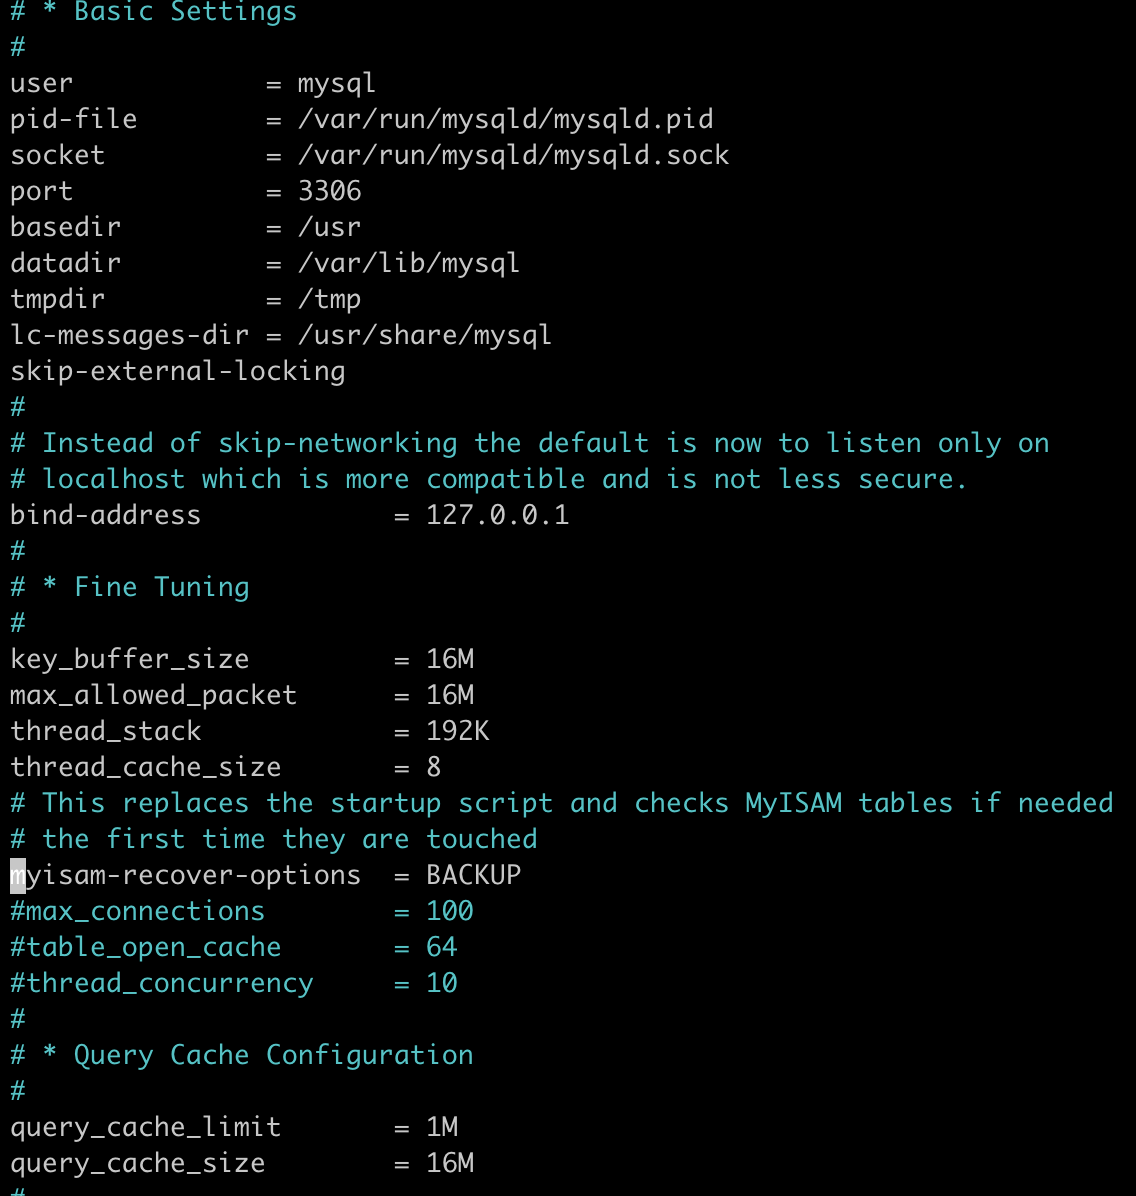 # * Basic Settings
#
user            = mysql
pid-file        = /var/run/mysqld/mysqld.pid
socket          = /var/run/mysqld/mysqld.sock
port            = 3306
basedir         = /usr
datadir         = /var/lib/mysql
tmpdir          = /tmp
lc-messages-dir = /usr/share/mysql
skip-external-locking
#
# Instead of skip-networking the default is now to listen only on
# localhost which is more compatible and is not less secure.
bind-address            = 127.0.0.1
#
# * Fine Tuning
#
key_buffer_size         = 16M
max_allowed_packet      = 16M
thread_stack            = 192K
thread_cache_size       = 8
# This replaces the startup script and checks MyISAM tables if needed
# the first time they are touched
myisam-recover-options  = BACKUP
#max_connections        = 100
#table_open_cache       = 64
#thread_concurrency     = 10
#
# * Query Cache Configuration
#
query_cache_limit       = 1M
query_cache_size        = 16M
#